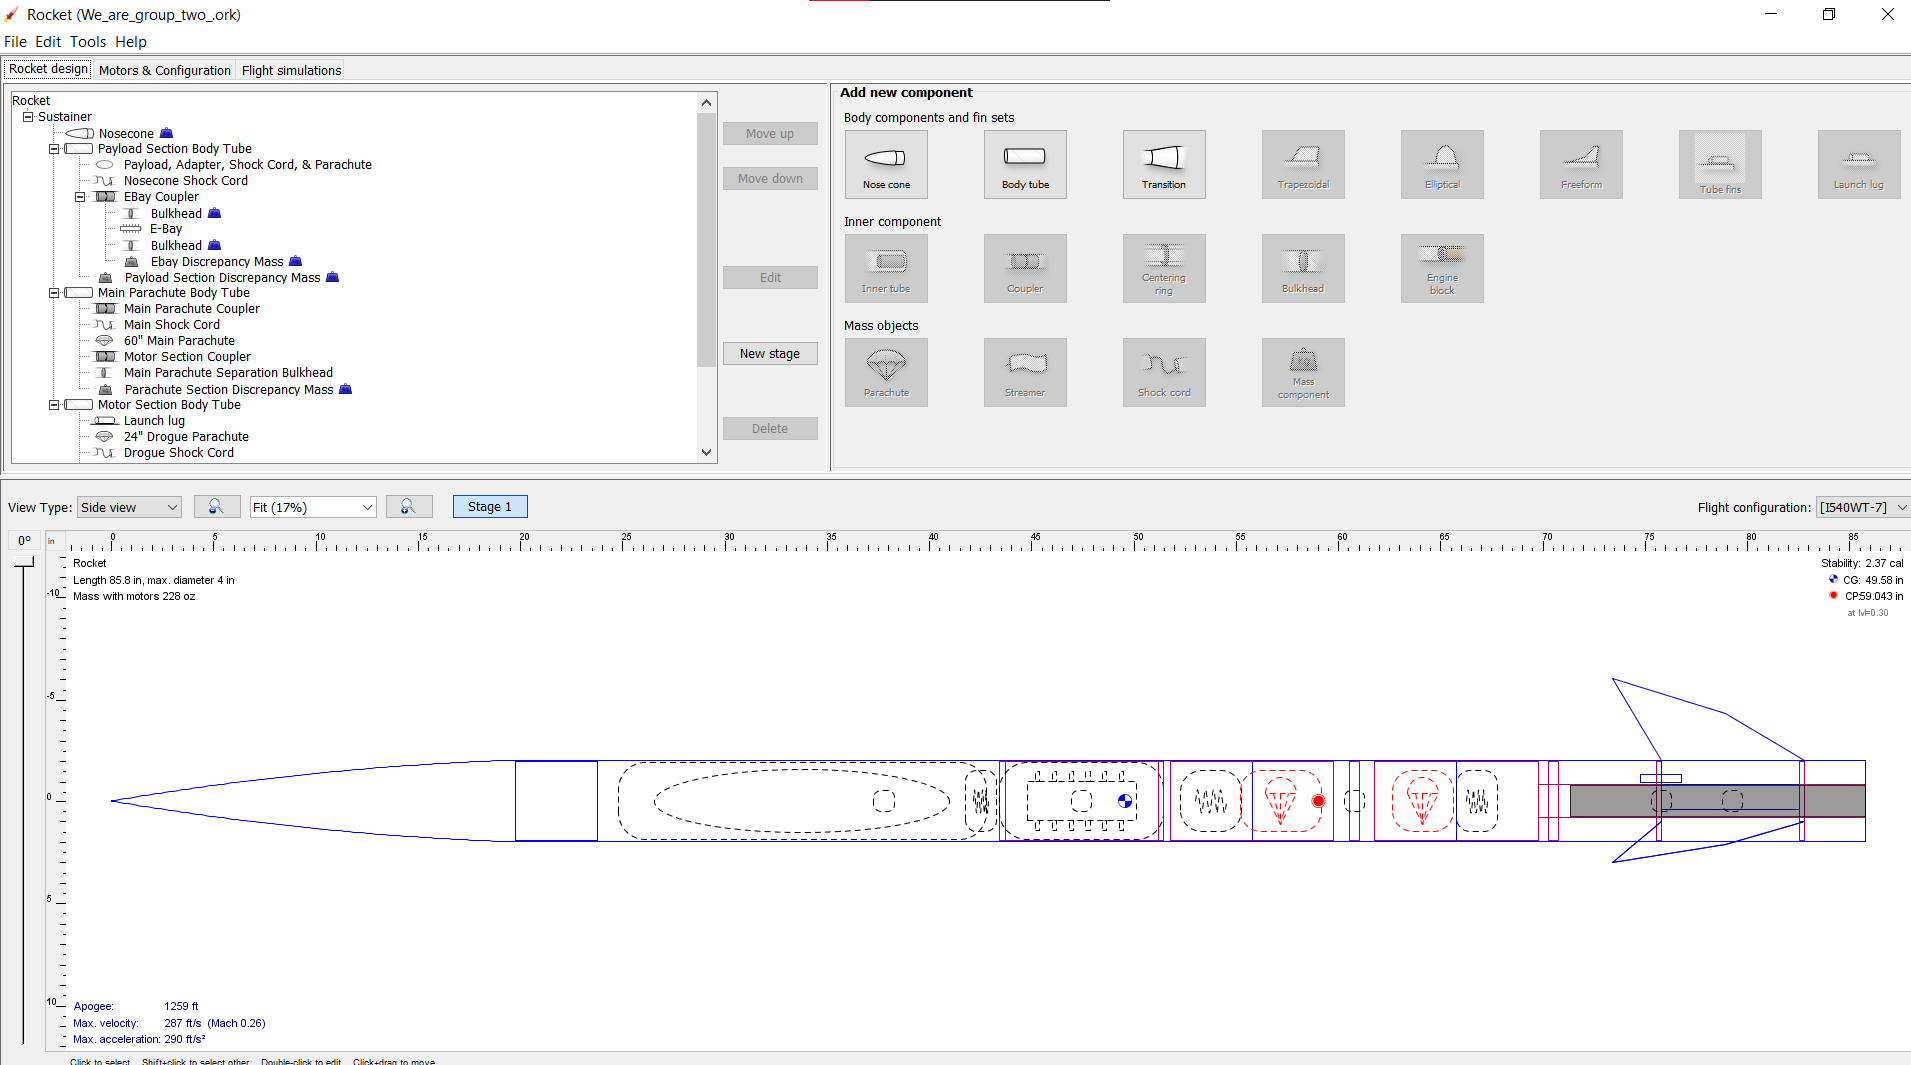 Rocket (We_are_group_two_.ork)
File Edit Tools Help
Rocket design Motors & Configuration Flight simulations
Rocket
Sustainer
Nosecone
Payload Section Body Tube
Payload, Adapter, Shock Cord, & Parachute
Nosecone Shock Cord
EBay Coupler
Bulkhead
E-Bay
Bulkhead
Ebay Discrepancy Mass
Payload Section Discrepancy Mass
Main Parachute Body Tube
Main Parachute Coupler
Main Shock Cord
60" Main Parachute
Motor Section Coupler
Main Parachute Separation Bulkhead
Parachute Section Discrepancy Mass
Motor Section Body Tube
Launch lug
24" Drogue Parachute
Drogue Shock Cord
Move up
Move down
Edit
New stage
Delete
Add new component
Body components and fin sets
Nose cone Body tube Transition Trapezoidal Elliptical Freeform Tube fins Launch lug
Inner component
Inner tube Coupler Centering ring Bulkhead Engine block
Mass objects
Parachute Streamer Shock cord Mass component
View Type: Side view Fit (17%) Stage 1 Flight configuration: [I540WT-7]
0°
in 0 5 10 15 20 25 30 35 40 45 50 55 60 65 70 75 80 85
-10
-5
0
5
10
Rocket
Length 85.8 in, max. diameter 4 in
Mass with motors 228 oz
Stability: 2.37 cal
CG: 49.58 in
CP:59.043 in
at M=0.30
Apogee: 1259 ft
Max. velocity: 287 ft/s (Mach 0.26)
Max. acceleration: 290 ft/s²
Click to select Shift+click to select other Double-click to edit Click+drag to move